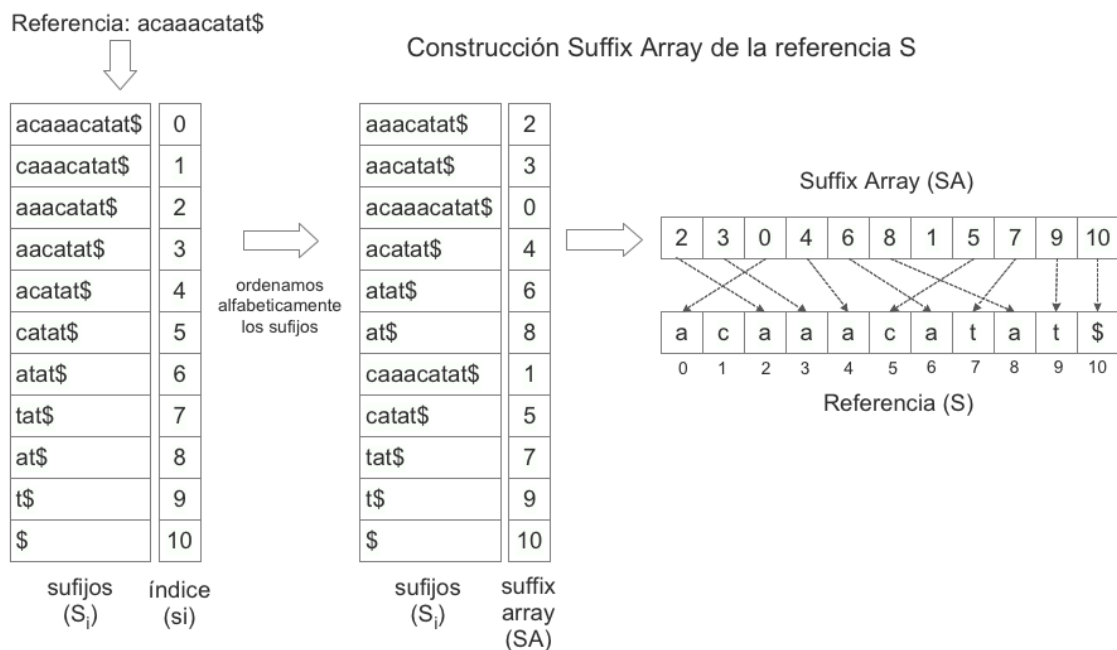 Referencia: acaaacatat$
Construcción Suffix Array de la referencia S
acaaacatat$ 0
caaacatat$ 1
aaacatat$ 2
aacatat$ 3
acatat$ 4
catat$ 5
atat$ 6
tat$ 7
at$ 8
t$ 9
$ 10
sufijos
(Si)
índice
(si)
ordenamos
alfabeticamente
los sufijos
aaacatat$ 2
aacatat$ 3
acaaacatat$ 0
acatat$ 4
atat$ 6
at$ 8
caaacatat$ 1
catat$ 5
tat$ 7
t$ 9
$ 10
sufijos
(Si)
suffix
array
(SA)
Suffix Array (SA)
2 3 0 4 6 8 1 5 7 9 10
a c a a a c a t a t $
0 1 2 3 4 5 6 7 8 9 10
Referencia (S)